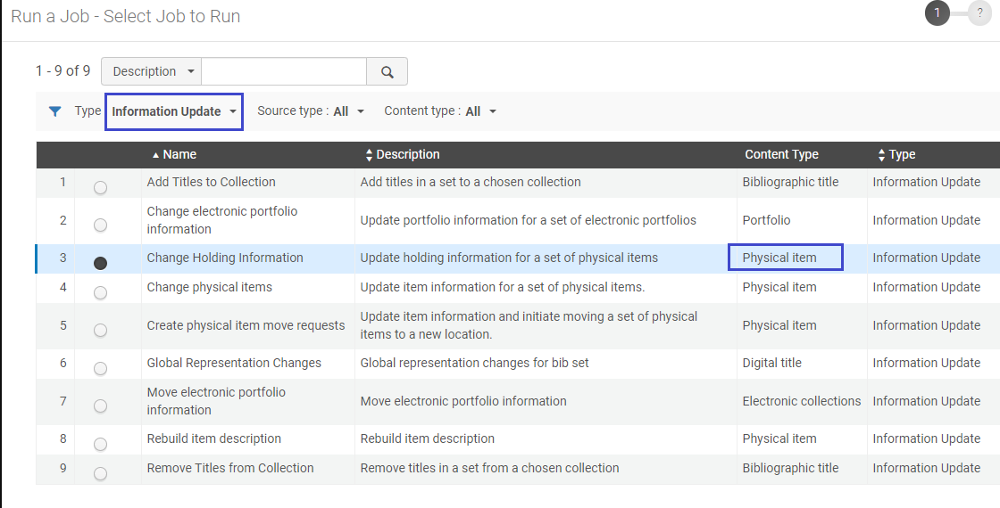 Run a Job - Select Job to Run
1
?
1 - 9 of 9
Description
Type
Information Update
Source type : All
Content type : All
Name Description Content Type Type
1 Add Titles to Collection Add titles in a set to a chosen collection Bibliographic title Information Update
2 Change electronic portfolio information Update portfolio information for a set of electronic portfolios Portfolio Information Update
3 Change Holding Information Update holding information for a set of physical items Physical item Information Update
4 Change physical items Update item information for a set of physical items. Physical item Information Update
5 Create physical item move requests Update item information and initiate moving a set of physical items to a new location. Physical item Information Update
6 Global Representation Changes Global representation changes for bib set Digital title Information Update
7 Move electronic portfolio information Move electronic portfolio information Electronic collections Information Update
8 Rebuild item description Rebuild item description Physical item Information Update
9 Remove Titles from Collection Remove titles in a set from a chosen collection Bibliographic title Information Update